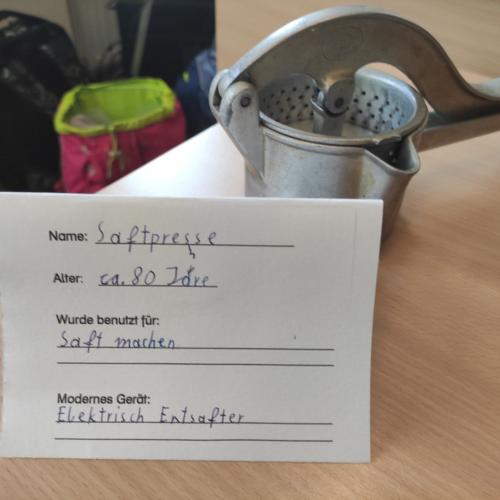 Name: Saftpresse
Alter: ca. 80 Jahre
Wurde benutzt für:
Saft machen
Modernes Gerät:
Elektrisch Entsafter